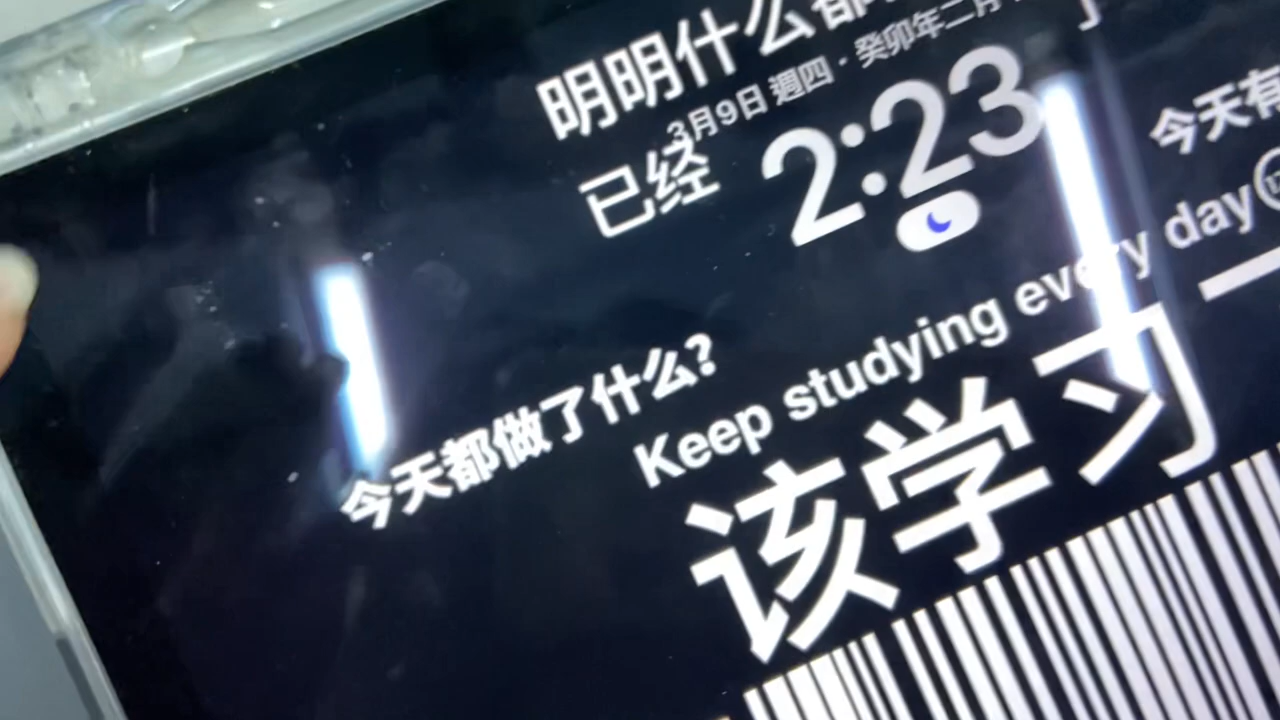 明明什么都
3月9日 週四·癸卯年二月
已经
2:23
今天有
Keep studying every day
今天都做了什么?
该学习